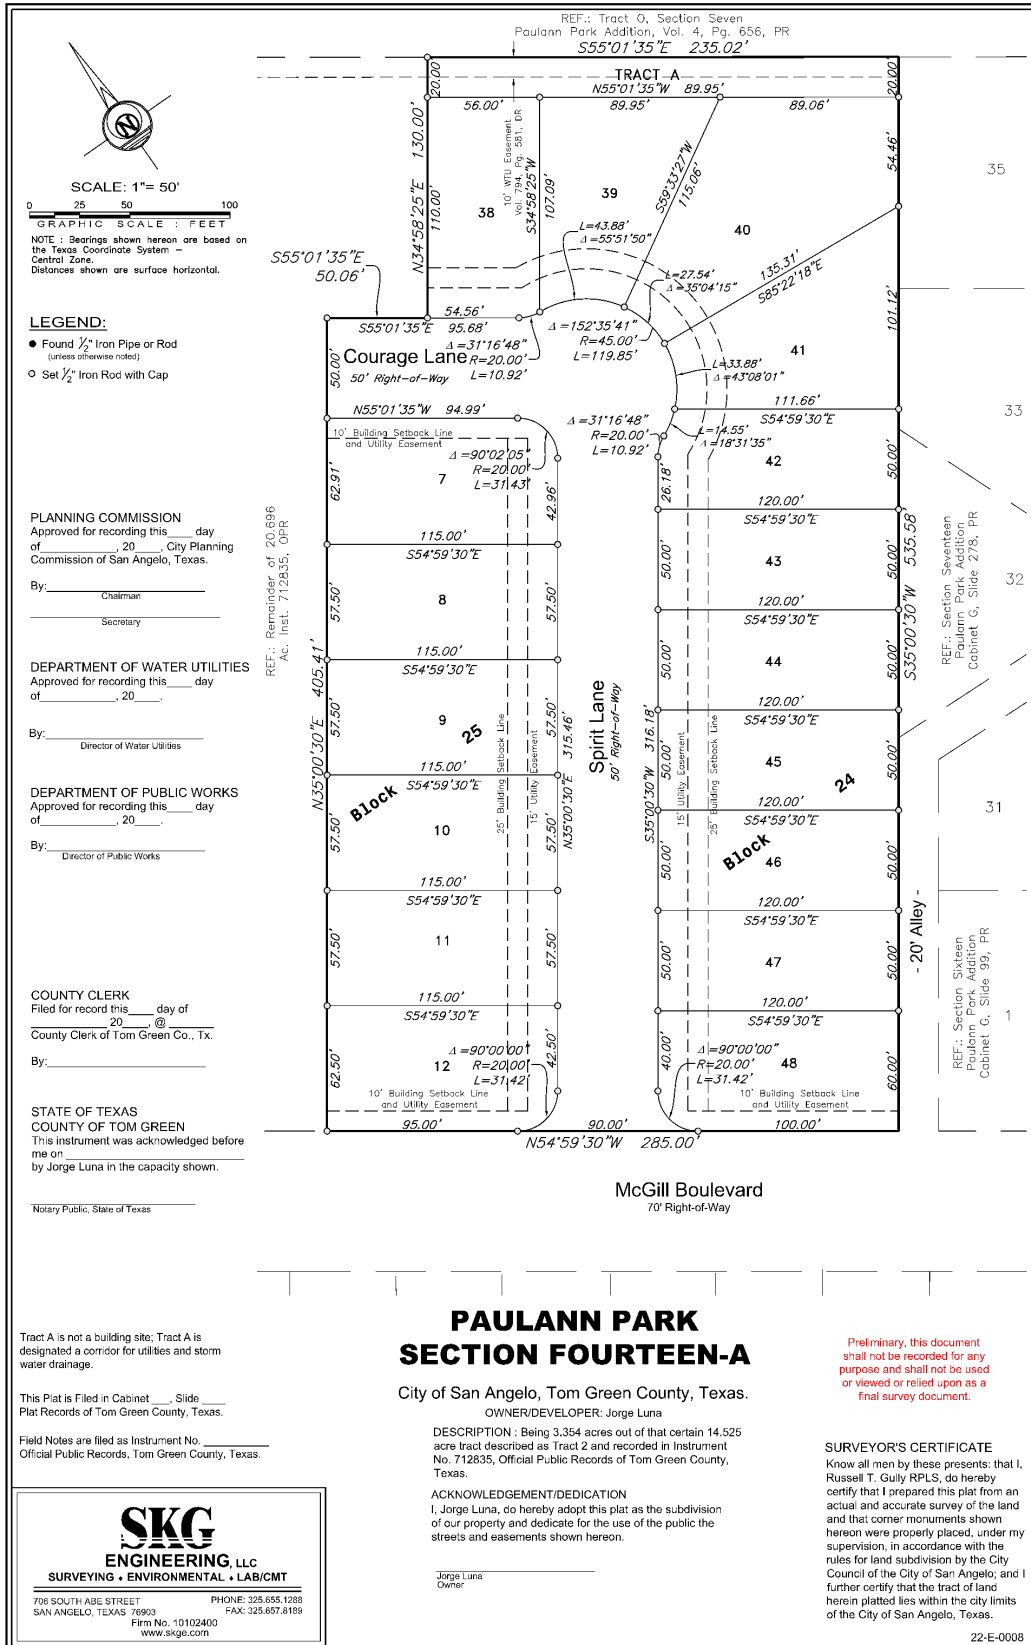 REF.: Tract O, Section Seven
Paulann Park Addition, Vol. 4, Pg. 656, PR
S55°01'35"E 235.02'
20.00'
TRACT A
20.00'
N55°01'35"W 89.95'
56.00'
89.95'
89.06'
N34°58'25"E 130.00'
110.00'
10' WTU Easement
Vol. 794, Pg. 581, DR
S34°58'25"W
107.09'
S59°33'27"W
115.06'
54.46'
35
38
39
40
L=43.88'
Δ=55°51'50"
L=27.54'
Δ=35°04'15"
135.31'
S85°22'18"E
101.12'
N
SCALE: 1"= 50'
0 25 50 100
GRAPHIC SCALE : FEET
NOTE : Bearings shown hereon are based on
the Texas Coordinate System –
Central Zone.
Distances shown are surface horizontal.
S55°01'35"E
50.06'
LEGEND:
Found 1/2" Iron Pipe or Rod
(unless otherwise noted)
Set 1/2" Iron Rod with Cap
54.56'
S55°01'35"E 95.68'
Δ=31°16'48"
R=20.00'
L=10.92'
Δ=152°35'41"
R=45.00'
L=119.85'
Courage Lane
50' Right-of-Way
50.00'
41
L=33.88'
Δ=43°08'01"
N55°01'35"W 94.99'
10' Building Setback Line
and Utility Easement
Δ=90°02'05"
R=20.00'
L=31.43'
Δ=31°16'48"
R=20.00'
L=10.92'
111.66'
S54°59'30"E
L=14.55'
Δ=18°31'35"
33
62.91'
7
42.96'
26.18'
42
50.00'
120.00'
S54°59'30"E
115.00'
S54°59'30"E
50.00'
43
50.00'
120.00'
S54°59'30"E
57.50'
8
57.50'
50.00'
44
50.00'
120.00'
S54°59'30"E
115.00'
S54°59'30"E
REF.: Remainder of 20.696
Ac. Inst. 712835, OPR
N35°00'30"E 405.41'
S35°00'30"W 535.58'
REF.: Section Seventeen
Paulann Park Addition
Cabinet G, Slide 278, PR
32
57.50'
9
57.50'
25
Block
115.00'
S54°59'30"E
25' Building Setback Line
15' Utility Easement
N35°00'30"E 315.46'
Spirit Lane
50' Right-of-Way
S35°00'30"W 316.18'
15' Utility Easement
25' Building Setback Line
50.00'
45
50.00'
24
Block
120.00'
S54°59'30"E
31
57.50'
10
57.50'
50.00'
46
50.00'
120.00'
S54°59'30"E
115.00'
S54°59'30"E
- 20' Alley -
57.50'
11
57.50'
50.00'
47
50.00'
120.00'
S54°59'30"E
115.00'
S54°59'30"E
REF.: Section Sixteen
Paulann Park Addition
Cabinet G, Slide 99, PR
1
62.50'
12
Δ=90°00'00"
R=20.00'
L=31.42'
42.50'
40.00'
Δ=90°00'00"
R=20.00'
L=31.42'
48
60.00'
10' Building Setback Line
and Utility Easement
10' Building Setback Line
and Utility Easement
95.00'
90.00'
100.00'
N54°59'30"W 285.00'
McGill Boulevard
70' Right-of-Way
PLANNING COMMISSION
Approved for recording this____ day
of____________, 20____, City Planning
Commission of San Angelo, Texas.
By:
Chairman
Secretary
DEPARTMENT OF WATER UTILITIES
Approved for recording this____ day
of____________, 20____.
By:
Director of Water Utilities
DEPARTMENT OF PUBLIC WORKS
Approved for recording this____ day
of____________, 20____.
By:
Director of Public Works
COUNTY CLERK
Filed for record this____ day of
____________ 20____, @ _______
County Clerk of Tom Green Co., Tx.
By:
STATE OF TEXAS
COUNTY OF TOM GREEN
This instrument was acknowledged before
me on
by Jorge Luna in the capacity shown.
Notary Public, State of Texas
Tract A is not a building site; Tract A is
designated a corridor for utilities and storm
water drainage.
This Plat is Filed in Cabinet ___, Slide ____
Plat Records of Tom Green County, Texas.
Field Notes are filed as Instrument No. ___________
Official Public Records, Tom Green County, Texas.
PAULANN PARK
SECTION FOURTEEN-A
City of San Angelo, Tom Green County, Texas.
OWNER/DEVELOPER: Jorge Luna
DESCRIPTION : Being 3.354 acres out of that certain 14.525
acre tract described as Tract 2 and recorded in Instrument
No. 712835, Official Public Records of Tom Green County,
Texas.
ACKNOWLEDGEMENT/DEDICATION
I, Jorge Luna, do hereby adopt this plat as the subdivision
of our property and dedicate for the use of the public the
streets and easements shown hereon.
Jorge Luna
Owner
Preliminary, this document
shall not be recorded for any
purpose and shall not be used
or viewed or relied upon as a
final survey document.
SURVEYOR'S CERTIFICATE
Know all men by these presents: that I,
Russell T. Gully RPLS, do hereby
certify that I prepared this plat from an
actual and accurate survey of the land
and that corner monuments shown
hereon were properly placed, under my
supervision, in accordance with the
rules for land subdivision by the City
Council of the City of San Angelo; and I
further certify that the tract of land
herein platted lies within the city limits
of the City of San Angelo, Texas.
SKG
ENGINEERING, LLC
SURVEYING ♦ ENVIRONMENTAL ♦ LAB/CMT
706 SOUTH ABE STREET
SAN ANGELO, TEXAS 76903
PHONE: 325.655.1288
FAX: 325.657.8189
Firm No. 10102400
www.skge.com
22-E-0008